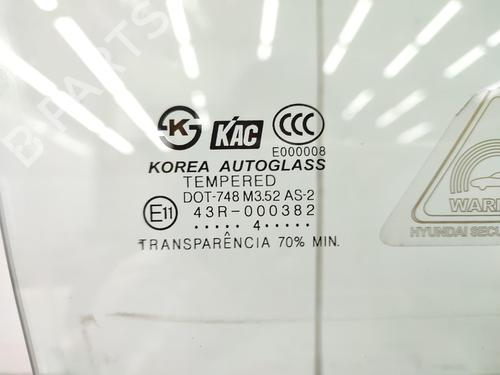 K KAC CCC
E000008
KOREA AUTOGLASS
TEMPERED
DOT-748 M3.52 AS-2
E11 43R-000382
..... 4 .....
TRANSPARÊNCIA 70% MIN.
HYUNDAI
B-PARTS